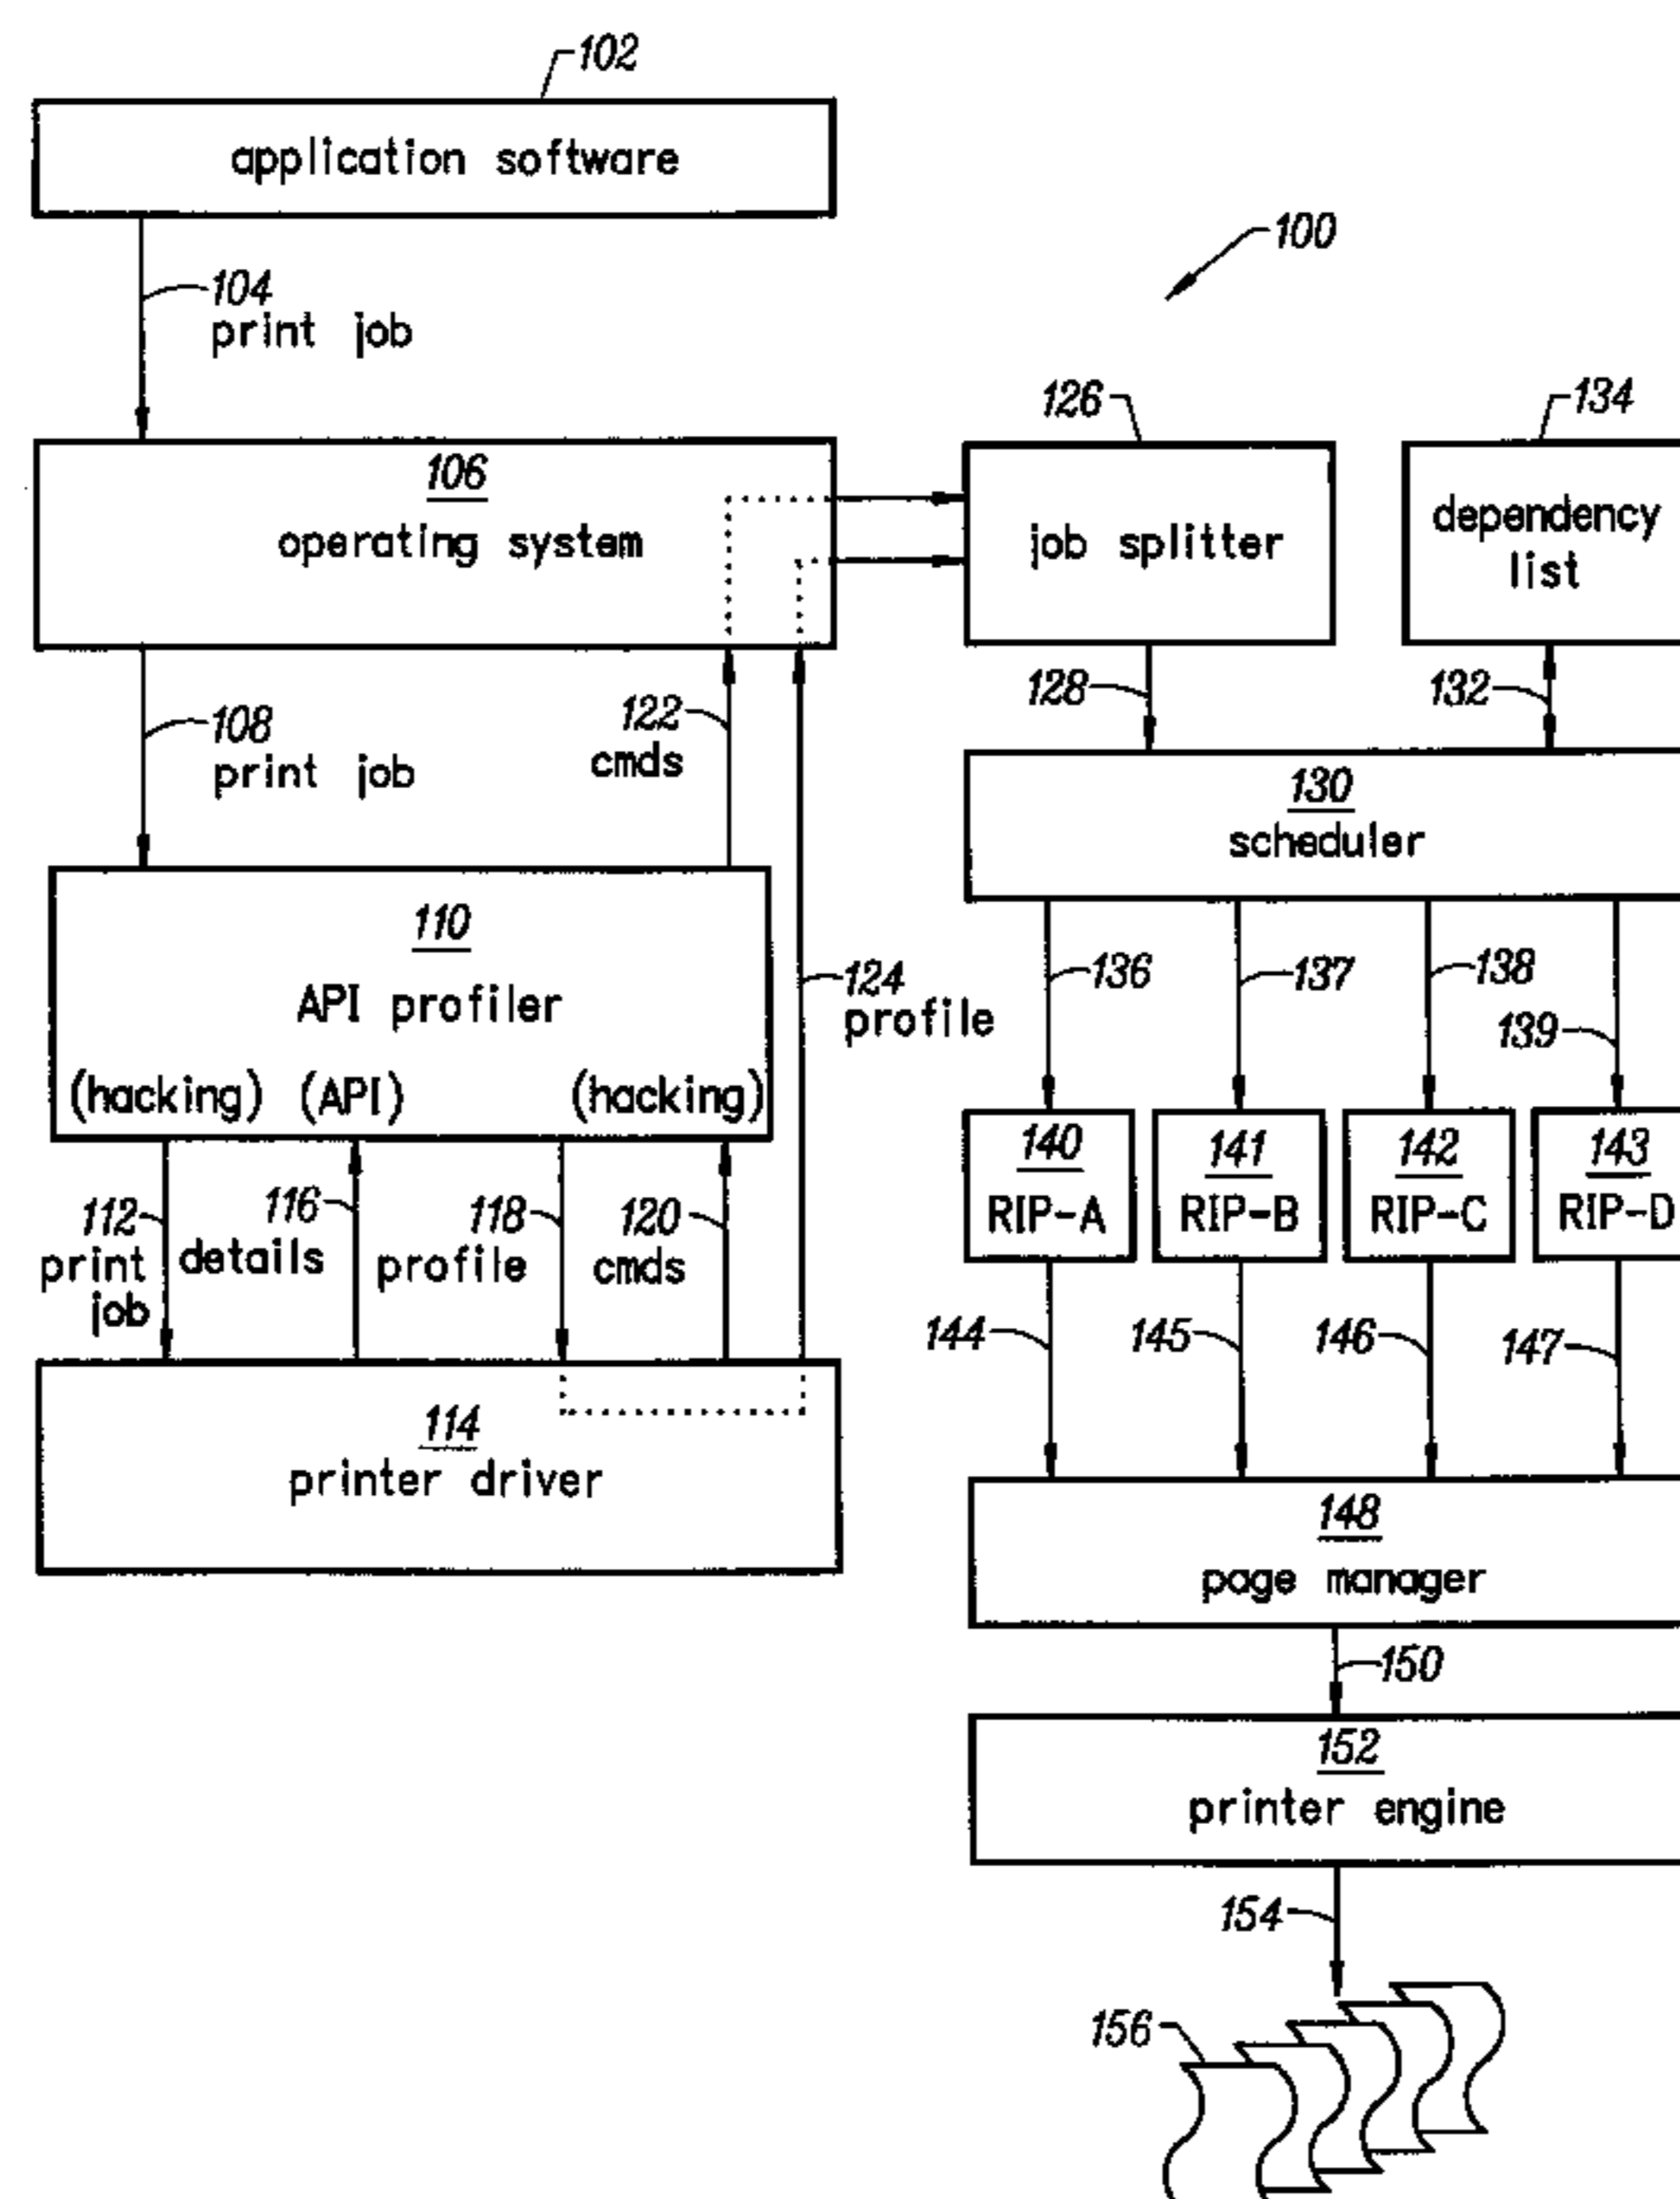 102
application software
100
104
print job
126
134
106
operating system
job splitter
dependency
list
128
132
108
print job
122
cmds
130
scheduler
110
API profiler
(hacking) (API) (hacking)
124
profile
136
137
138
139
140
RIP-A
141
RIP-B
142
RIP-C
143
RIP-D
112
print
job
116
details
118
profile
120
cmds
144
145
146
147
114
printer driver
148
page manager
150
152
printer engine
154
156